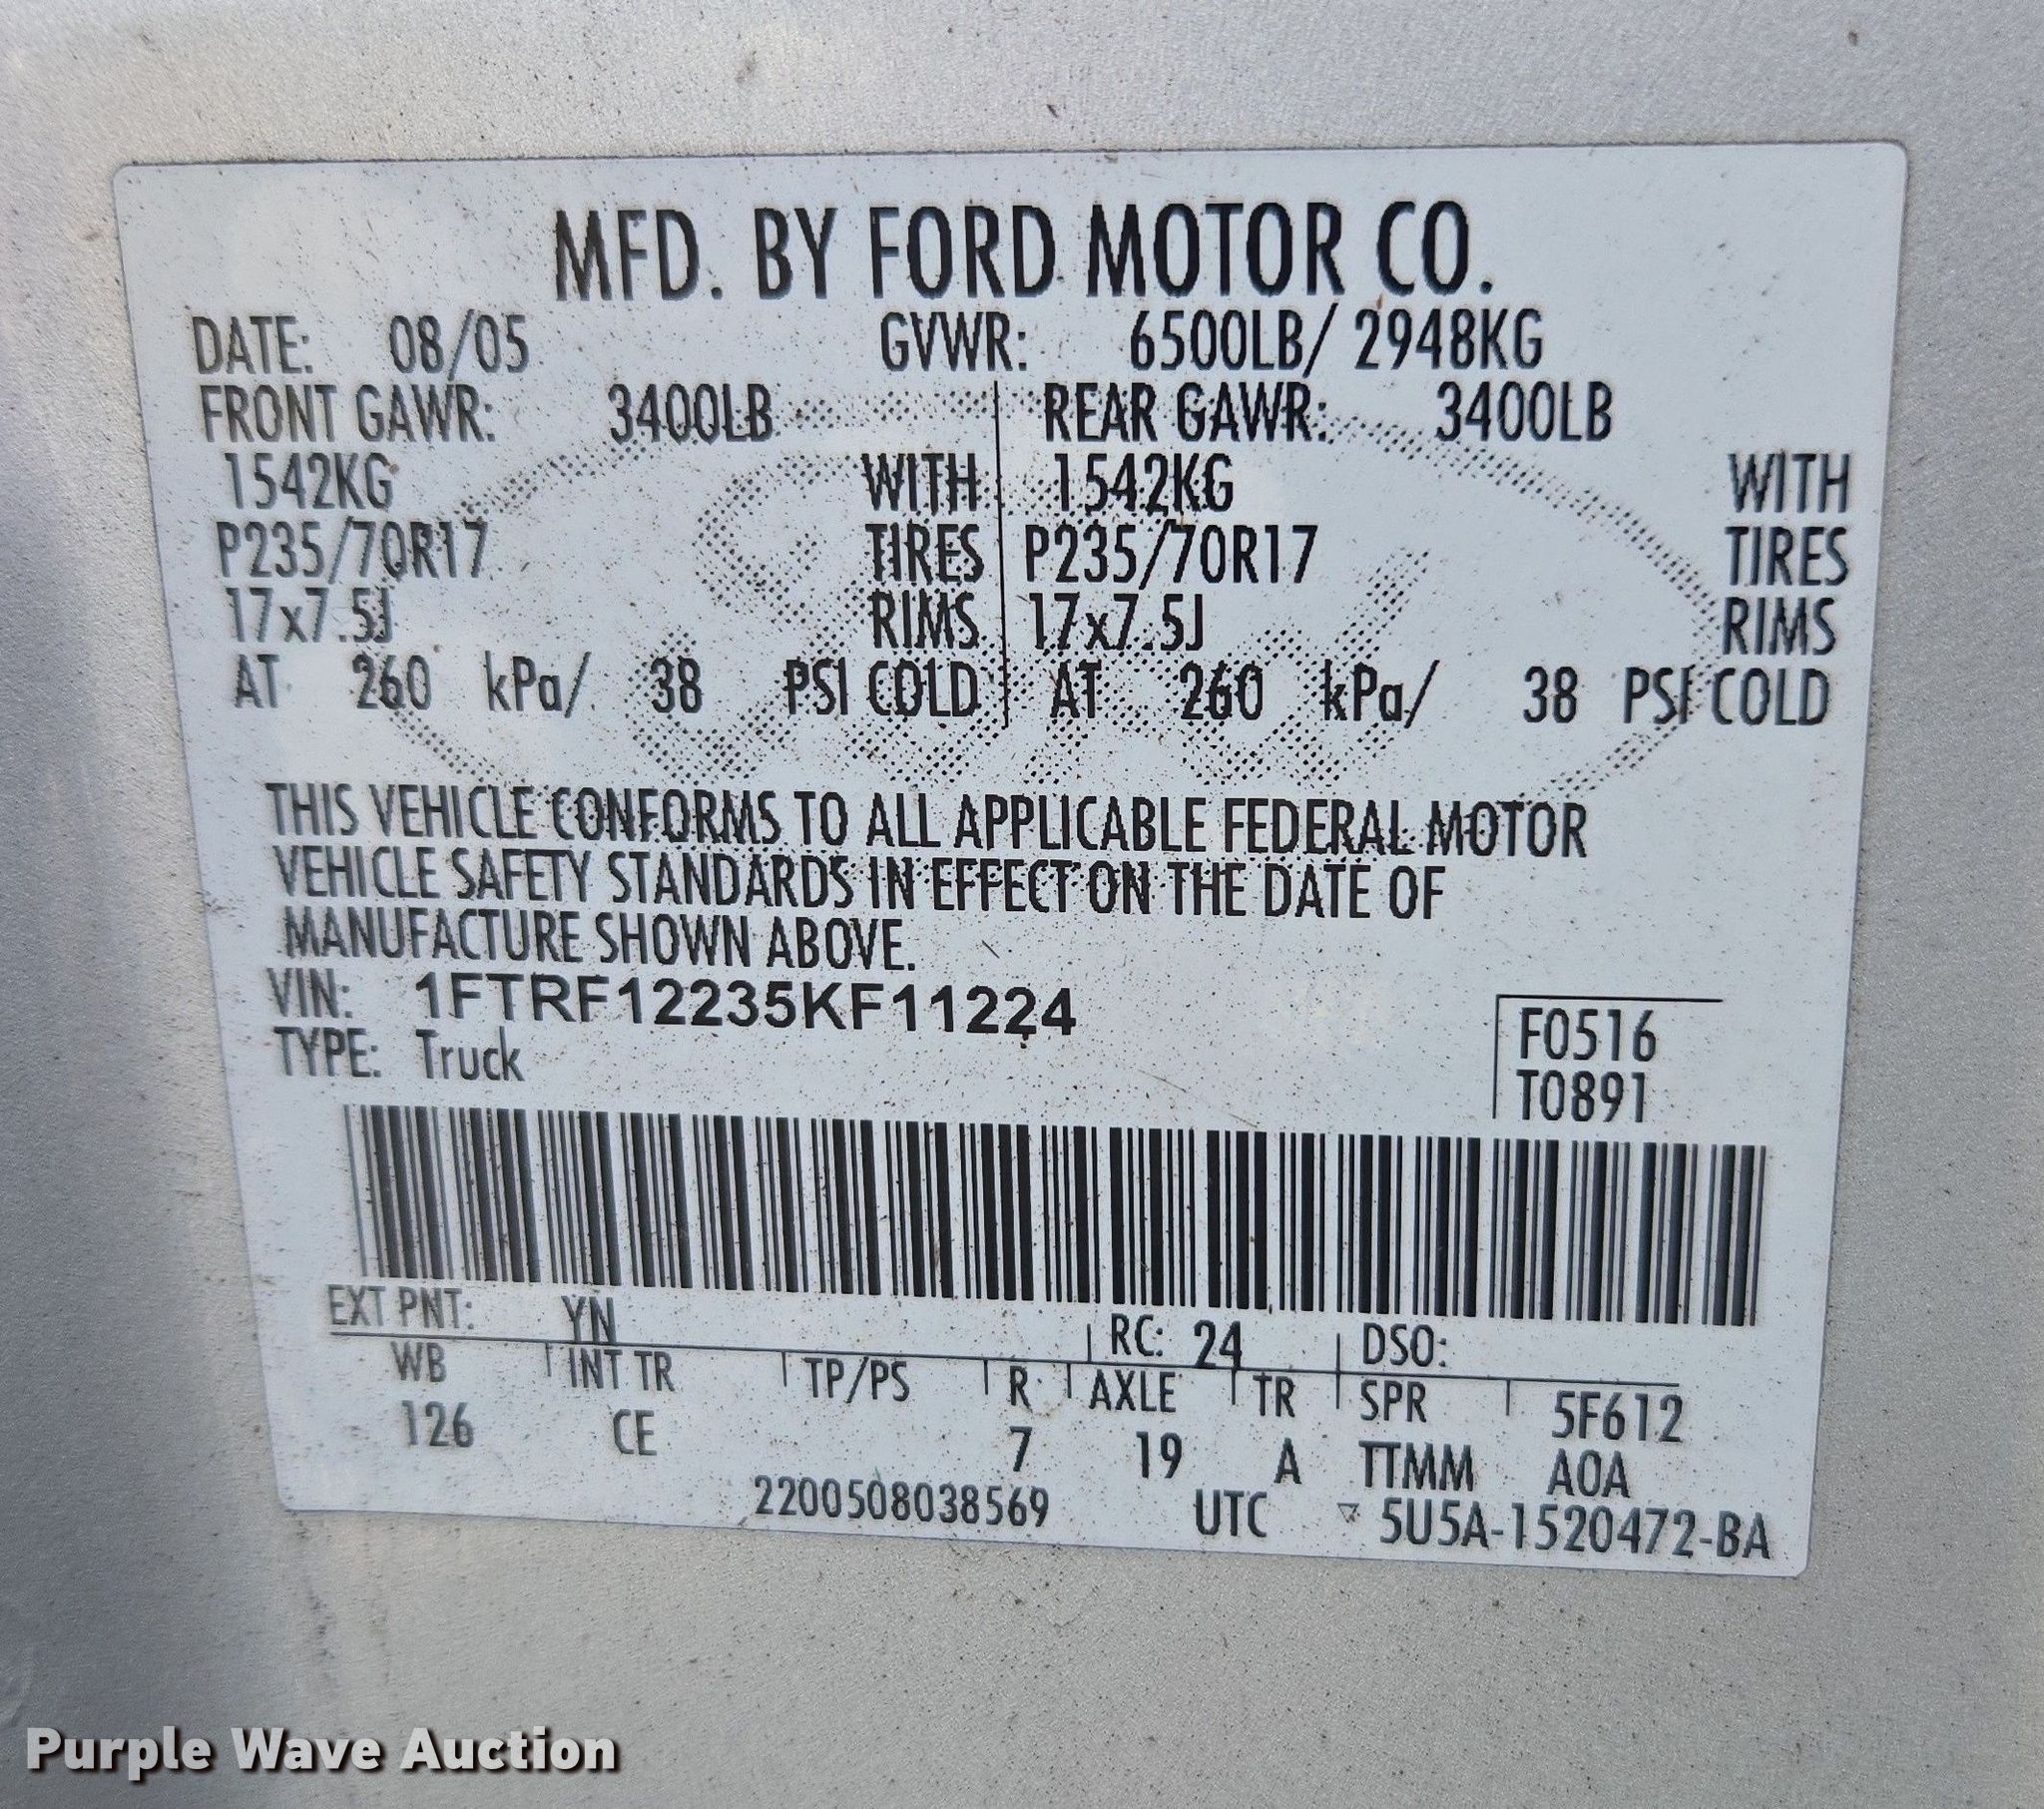 MFD. BY FORD MOTOR CO.
DATE: 08/05 GVWR: 6500LB/ 2948KG
FRONT GAWR: 3400LB REAR GAWR: 3400LB
1542KG WITH 1542KG WITH
P235/70R17 TIRES P235/70R17 TIRES
17x7.5J RIMS 17x7.5J RIMS
AT 260 kPa/ 38 PSI COLD AT 260 kPa/ 38 PSI COLD
THIS VEHICLE CONFORMS TO ALL APPLICABLE FEDERAL MOTOR
VEHICLE SAFETY STANDARDS IN EFFECT ON THE DATE OF
MANUFACTURE SHOWN ABOVE.
VIN: 1FTRF12235KF11224
TYPE: Truck
F0516
T0891
EXT PNT: YN RC: 24 DSO:
WB INT TR TP/PS R AXLE TR SPR 5F612
126 CE 7 19 A TTMM A0A
2200508038569 UTC 5U5A-1520472-BA
Purple Wave Auction